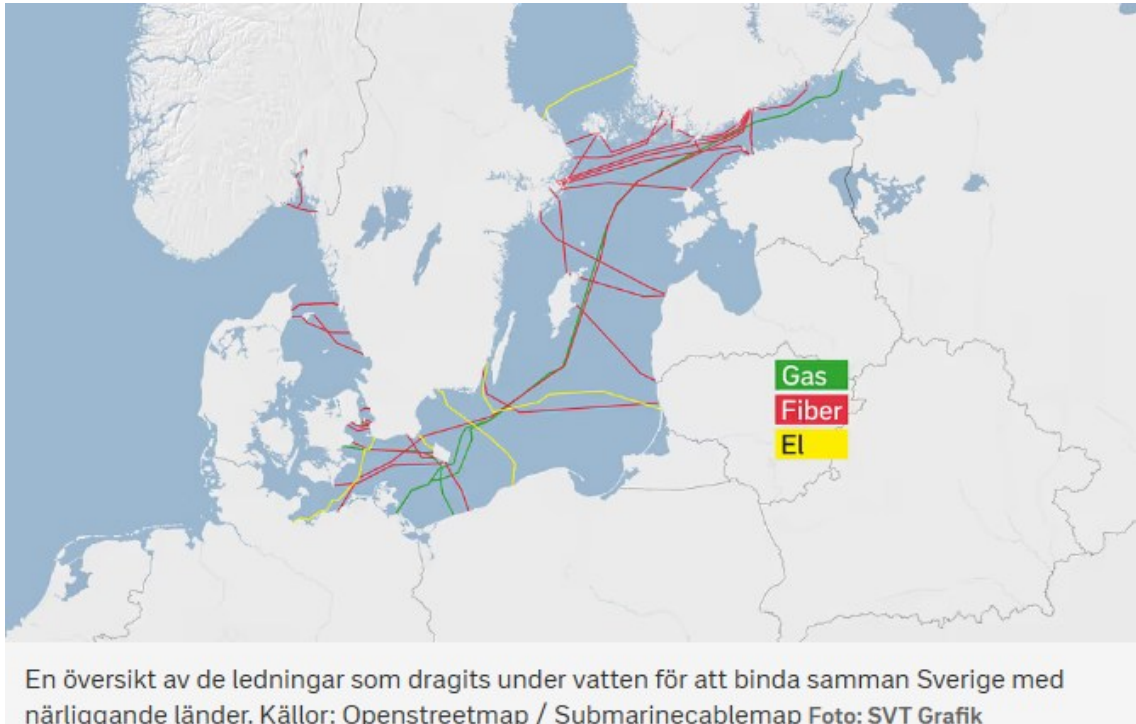 Gas
Fiber
El
En översikt av de ledningar som dragits under vatten för att binda samman Sverige med
närliggande länder. Källor: Openstreetmap / Submarinecablemap Foto: SVT Grafik